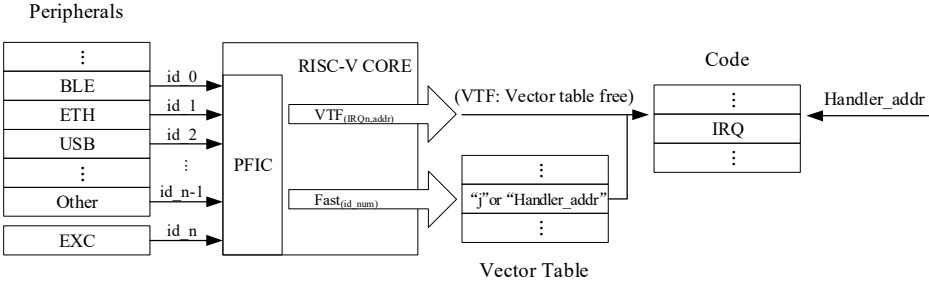 Peripherals
⋮
BLE
ETH
USB
⋮
Other
EXC
id_0
id_1
id_2
⋮
id_n-1
id_n
RISC-V CORE
PFIC
VTF(IRQn,addr)
Fast(id_num)
(VTF: Vector table free)
⋮
“j”or “Handler_addr”
⋮
Vector Table
Code
⋮
IRQ
⋮
Handler_addr